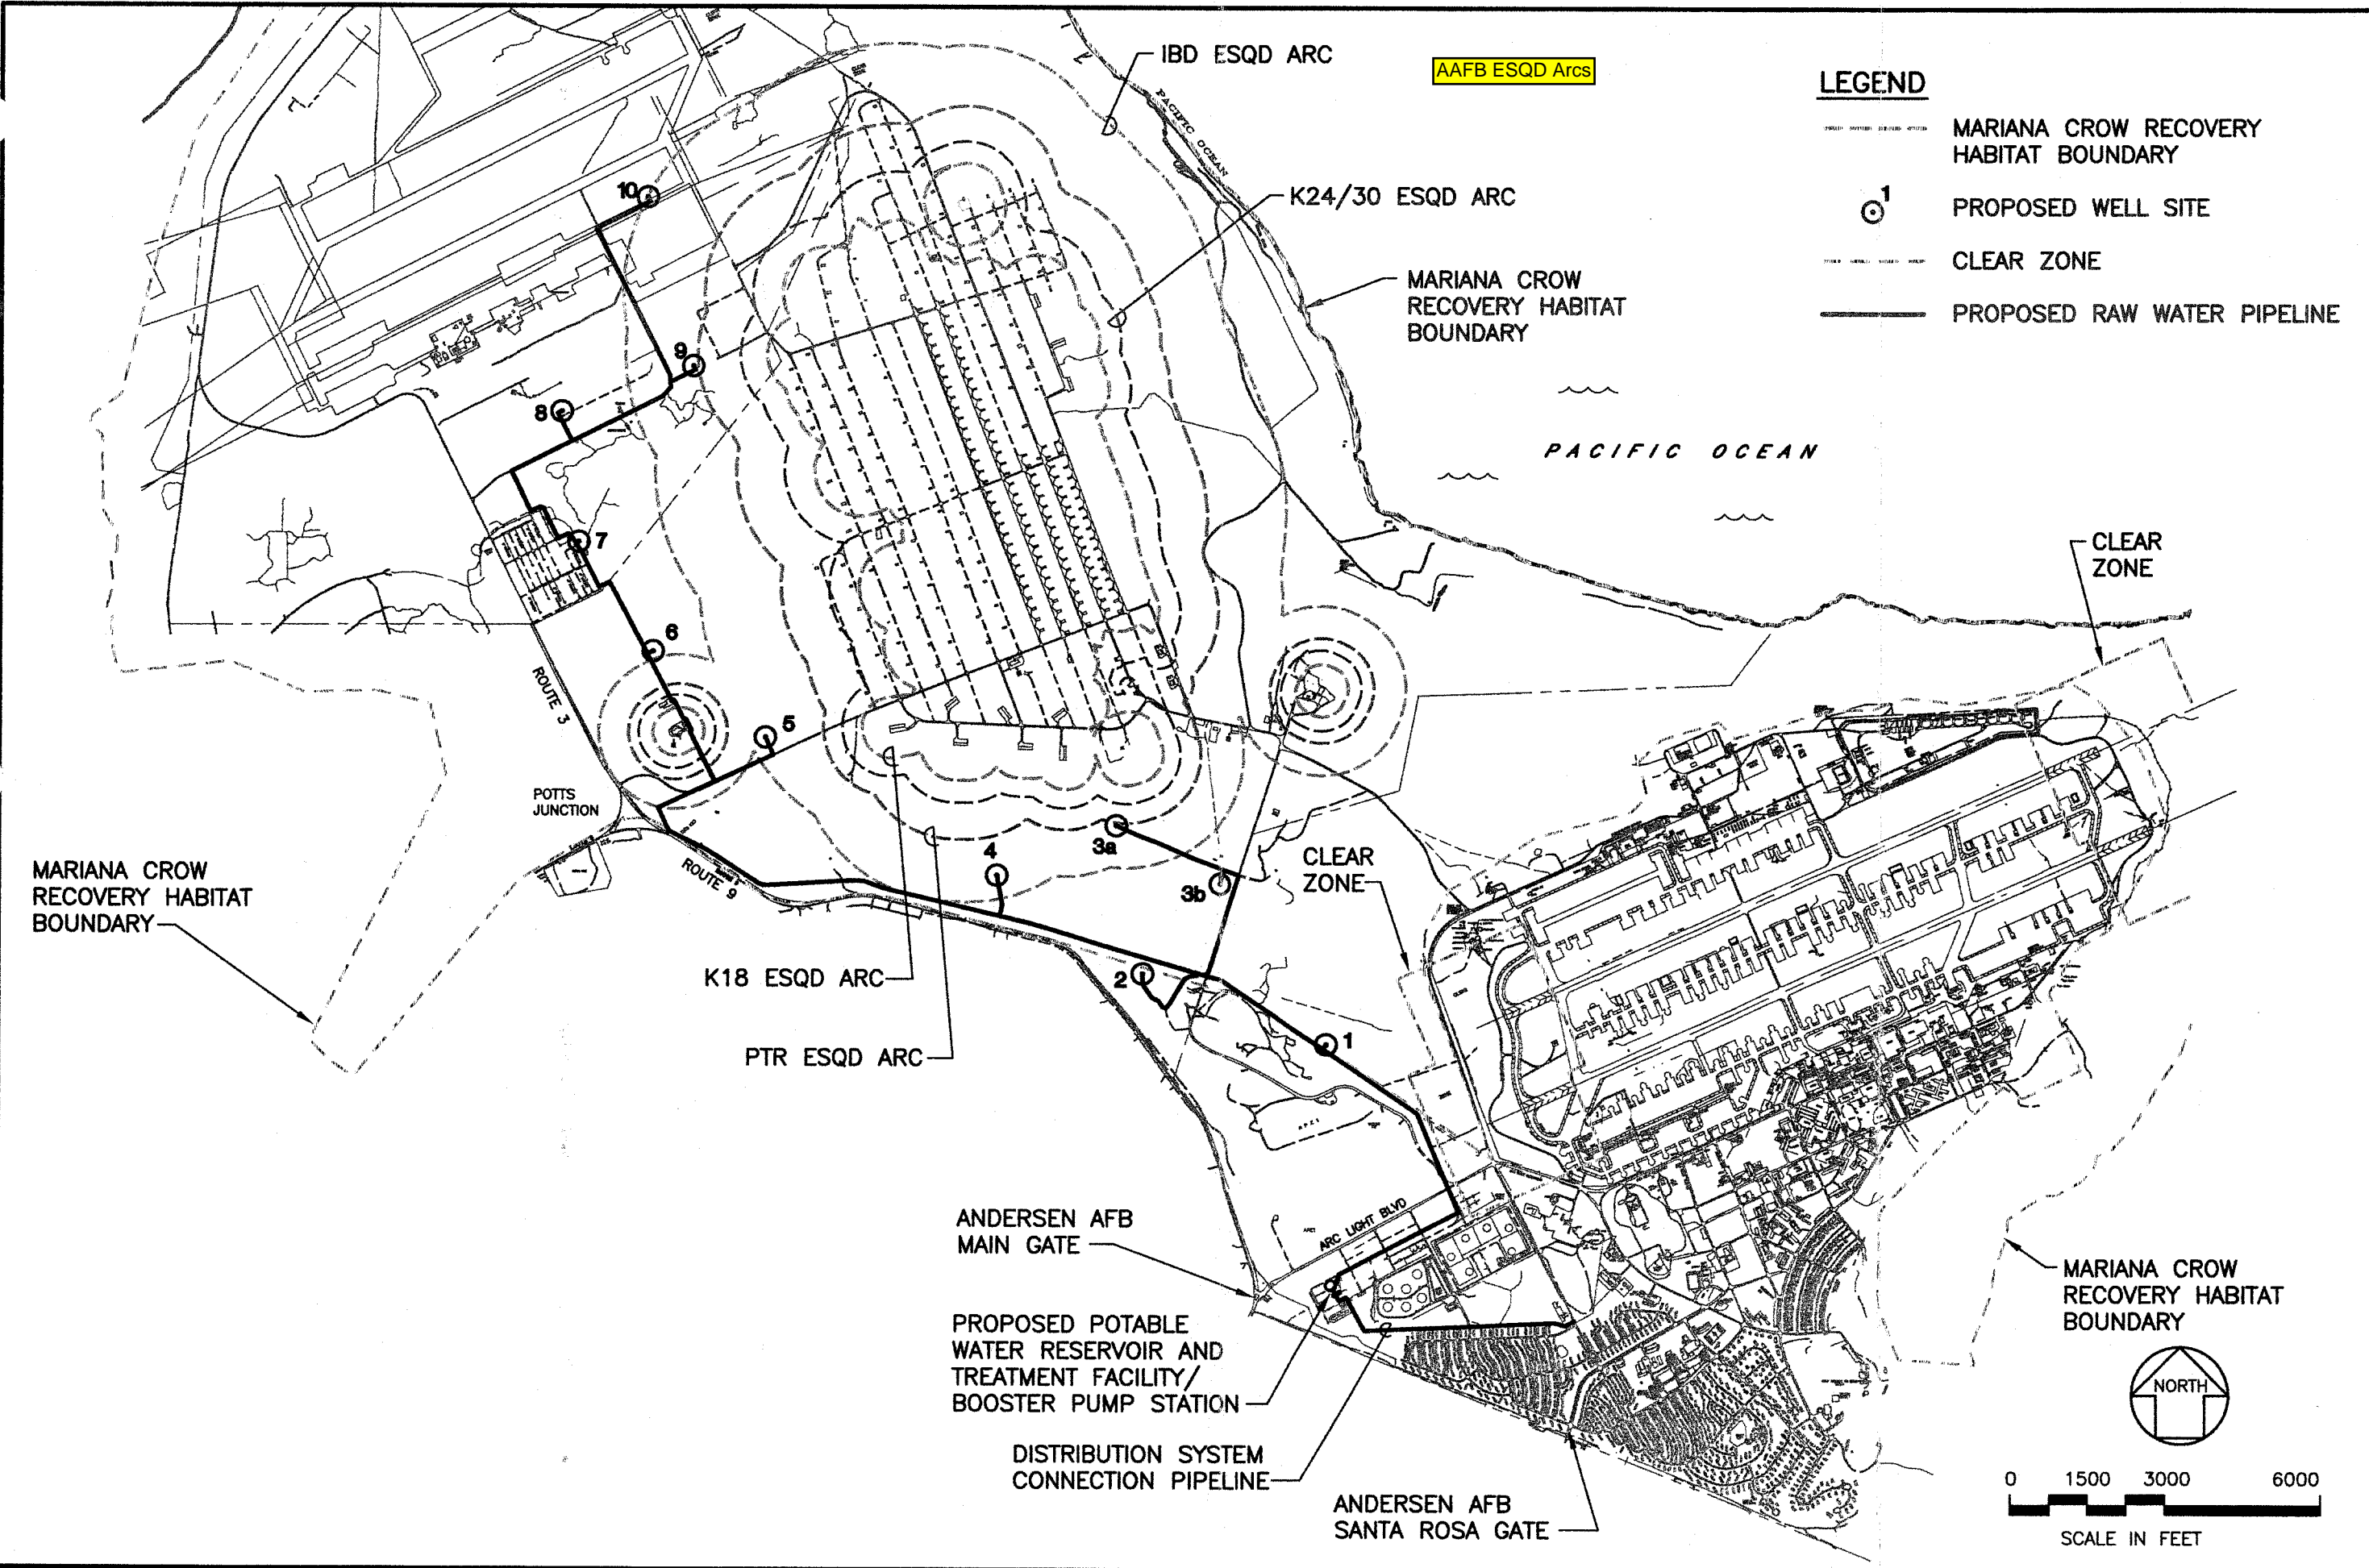 IBD ESQD ARC
AAFB ESQD Arcs
LEGEND
MARIANA CROW RECOVERY
HABITAT BOUNDARY
1
PROPOSED WELL SITE
CLEAR ZONE
PROPOSED RAW WATER PIPELINE
PACIFIC OCEAN
K24/30 ESQD ARC
MARIANA CROW
RECOVERY HABITAT
BOUNDARY
PACIFIC OCEAN
CLEAR
ZONE
10
9
8
7
6
5
4
3a
3b
2
1
ROUTE 3
POTTS
JUNCTION
ROUTE 9
CLEAR
ZONE
MARIANA CROW
RECOVERY HABITAT
BOUNDARY
K18 ESQD ARC
PTR ESQD ARC
ARC LIGHT BLVD
ANDERSEN AFB
MAIN GATE
PROPOSED POTABLE
WATER RESERVOIR AND
TREATMENT FACILITY/
BOOSTER PUMP STATION
DISTRIBUTION SYSTEM
CONNECTION PIPELINE
ANDERSEN AFB
SANTA ROSA GATE
MARIANA CROW
RECOVERY HABITAT
BOUNDARY
NORTH
0 1500 3000 6000
SCALE IN FEET